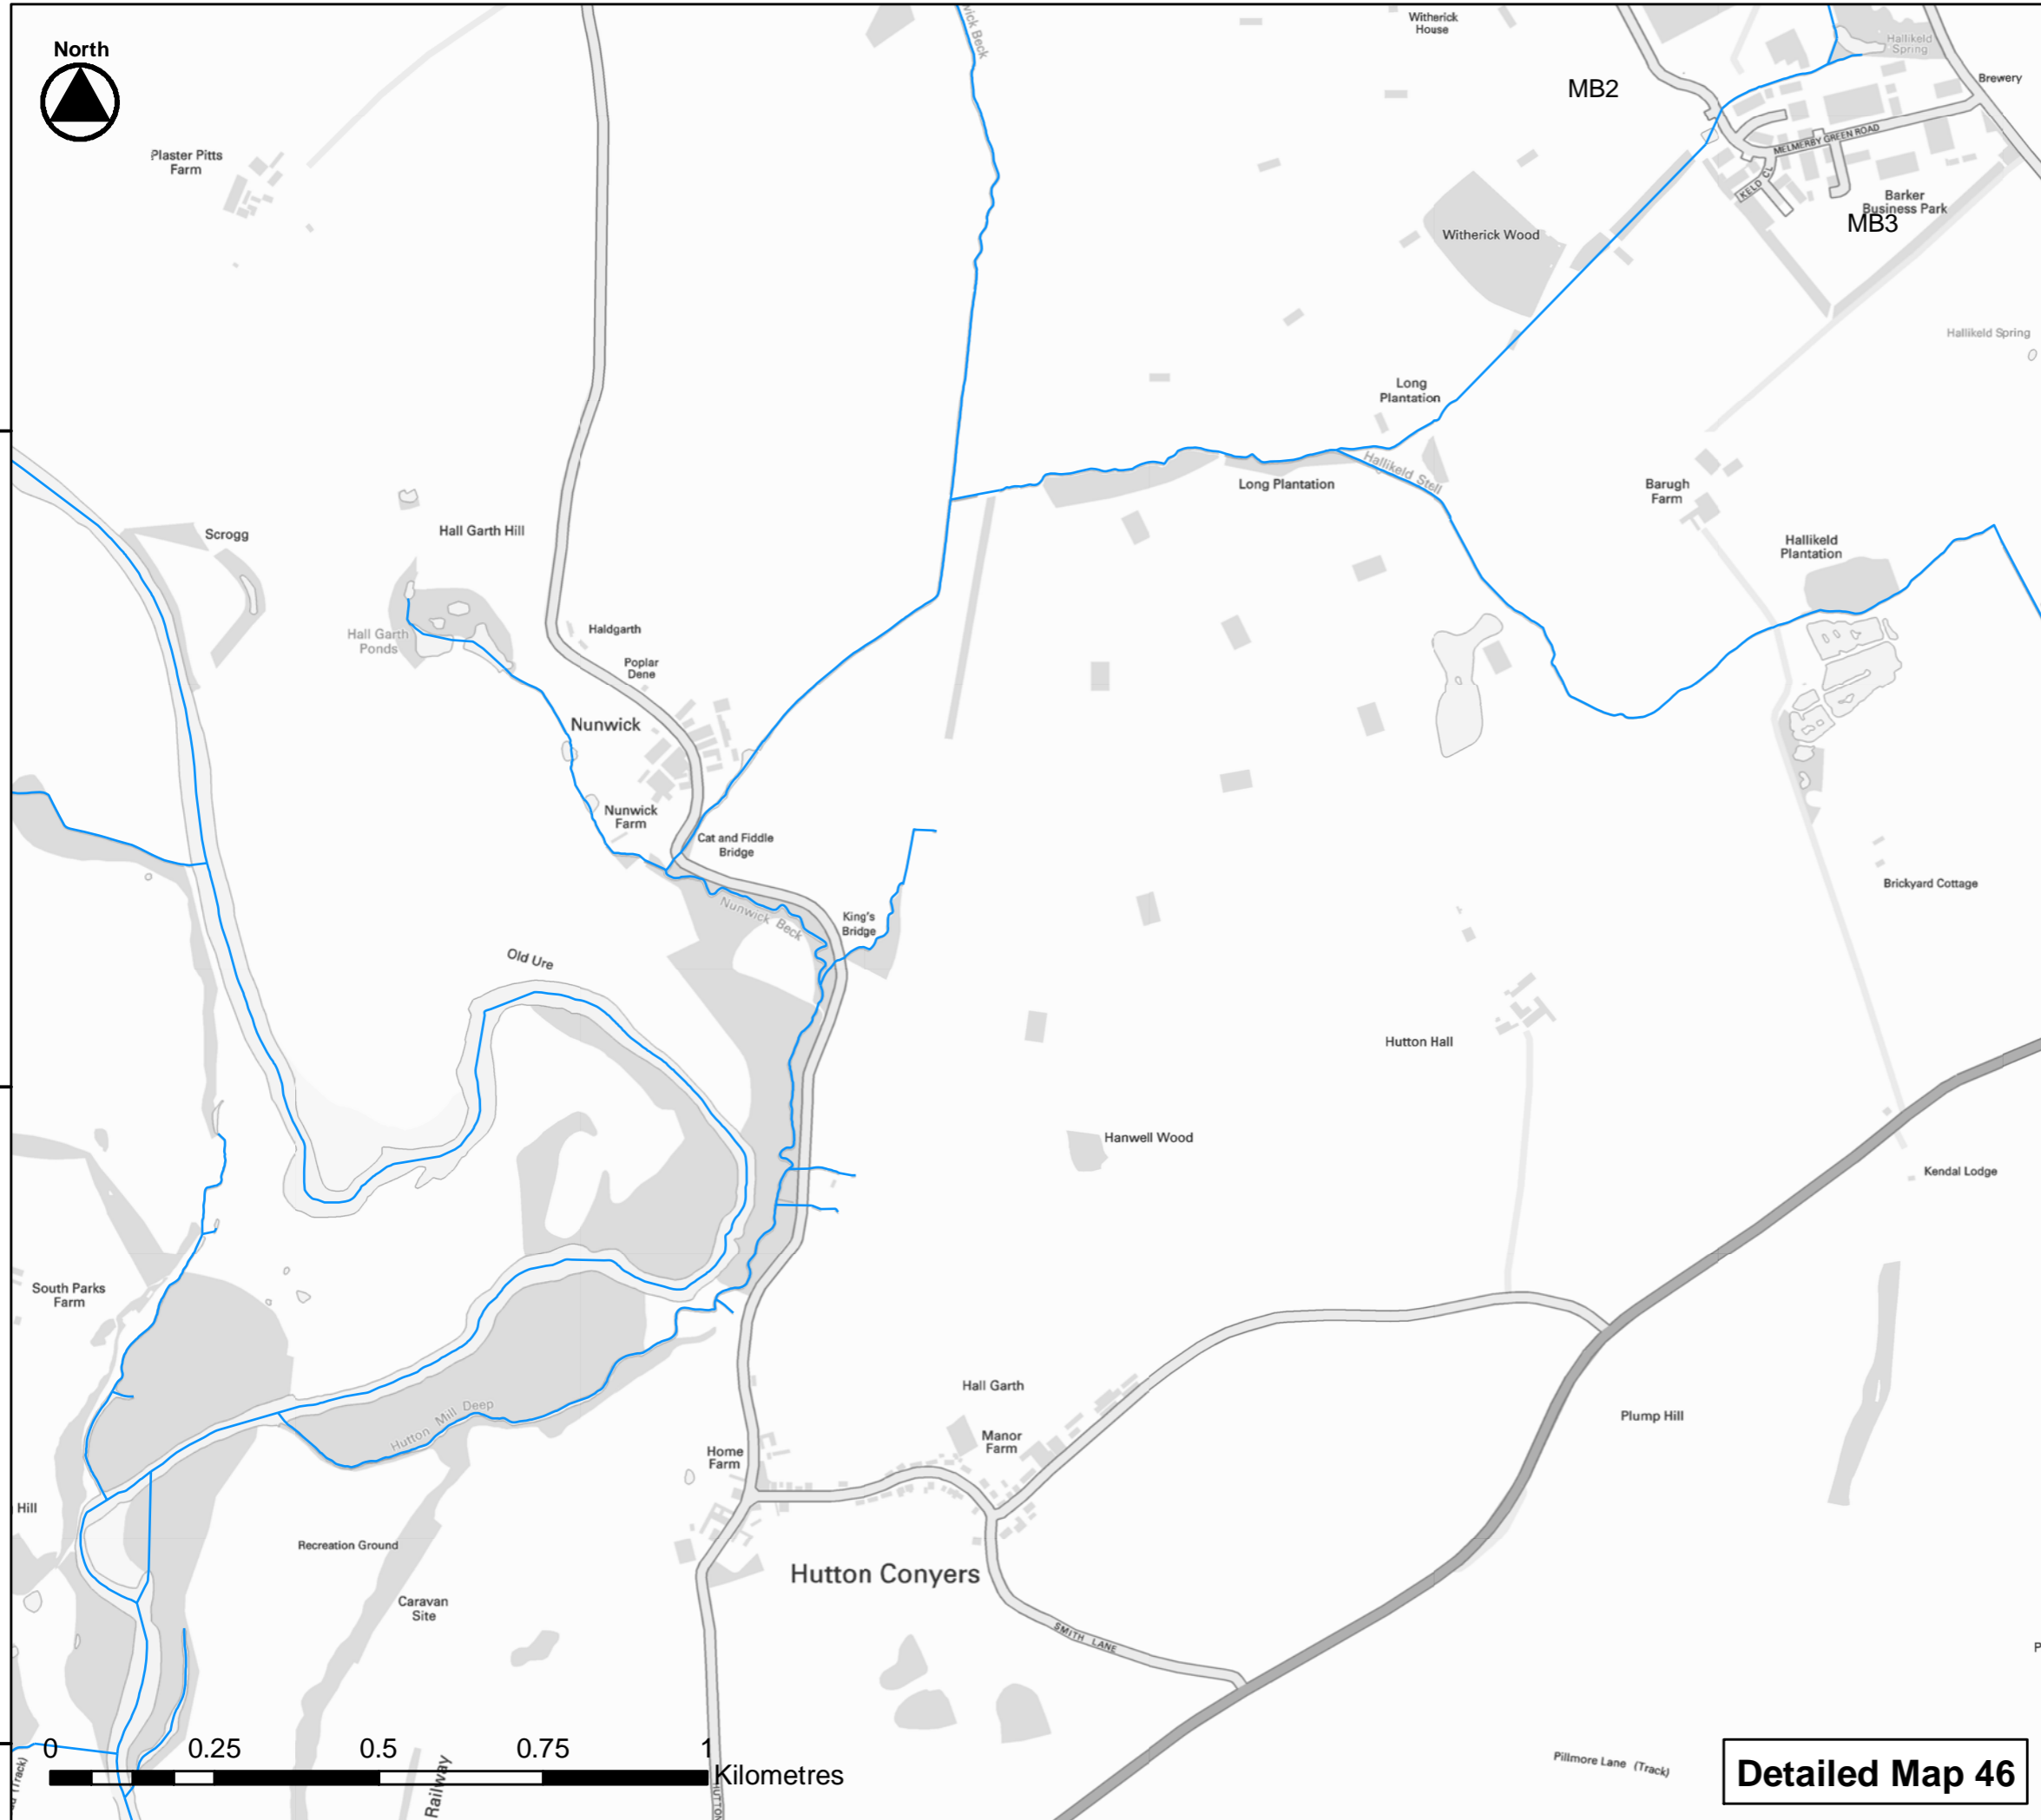 North
wick Beck
Witherick
House
Hallikeld
Spring
MB2
Brewery
MELMERBY GREEN ROAD
Plaster Pitts
Farm
KELD CL
Barker
Business Park
MB3
Witherick Wood
Hallikeld Spring
Long
Plantation
Hallikeld Stell
Long Plantation
Barugh
Farm
Scrogg
Hall Garth Hill
Hallikeld
Plantation
Hall Garth
Ponds
Haldgarth
Poplar
Dene
Nunwick
Nunwick
Farm
Cat and Fiddle
Bridge
Brickyard Cottage
Nunwick Beck
King's
Bridge
Old Ure
Hutton Hall
Hanwell Wood
Kendal Lodge
South Parks
Farm
Hall Garth
Hutton Mill Deep
Plump Hill
Manor
Farm
Home
Farm
Hill
Recreation Ground
Hutton Conyers
Caravan
Site
SMITH LANE
P
0 0.25 0.5 0.75 1
Kilometres
(Track)
Railway
HUTTON
Pillmore Lane (Track)
Detailed Map 46